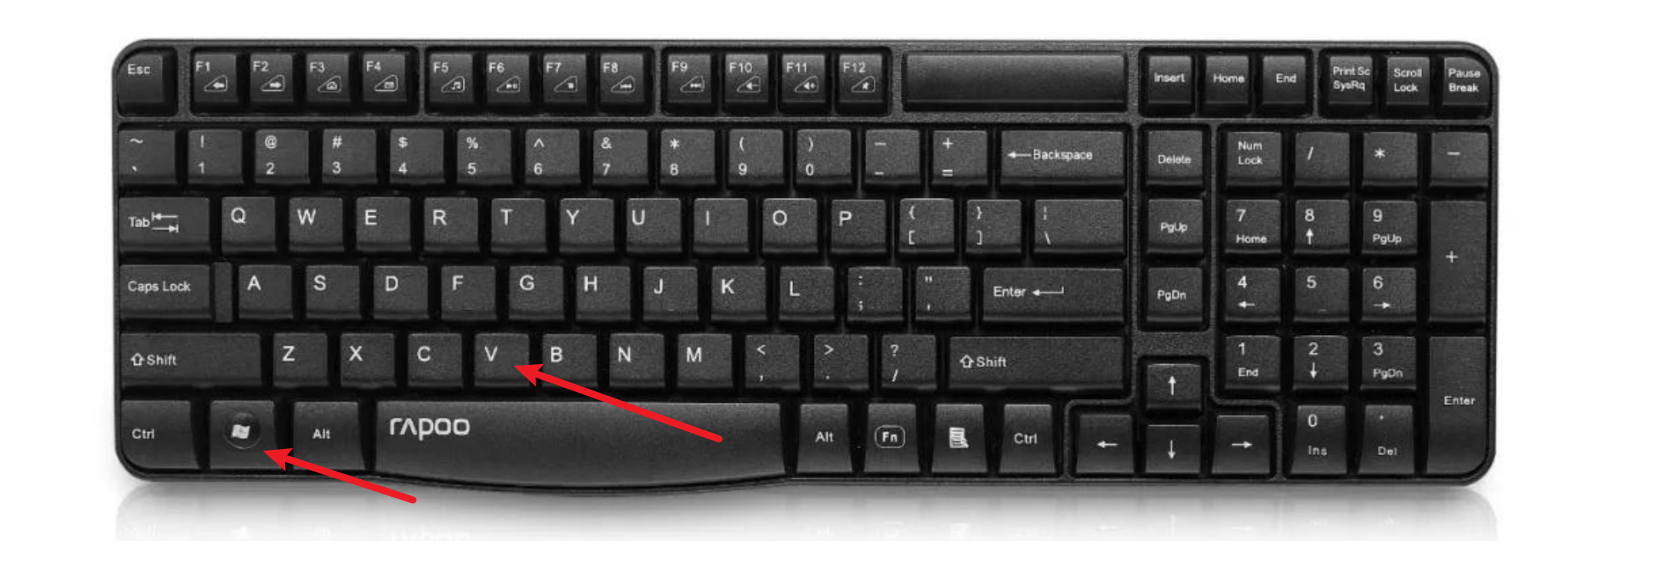 Esc F1 F2 F3 F4 F5 F6 F7 F8 F9 F10 F11 F12 Insert Home End Print Sc SysRq Scroll Lock Pause Break
~ ` ! 1 @ 2 # 3 $ 4 % 5 ^ 6 & 7 * 8 ( 9 ) 0 — - + = Backspace Delete Num Lock / * -
Tab Q W E R T Y U I O P { [ } ] ¦ \ PgUp 7 Home 8 9 PgUp +
Caps Lock A S D F G H J K L : ; " ' Enter PgDn 4 5 6
Shift Z X C V B N M < , > . ? / Shift 1 End 2 3 PgDn Enter
Ctrl Alt rapoo Alt Fn Ctrl 0 Ins . Del